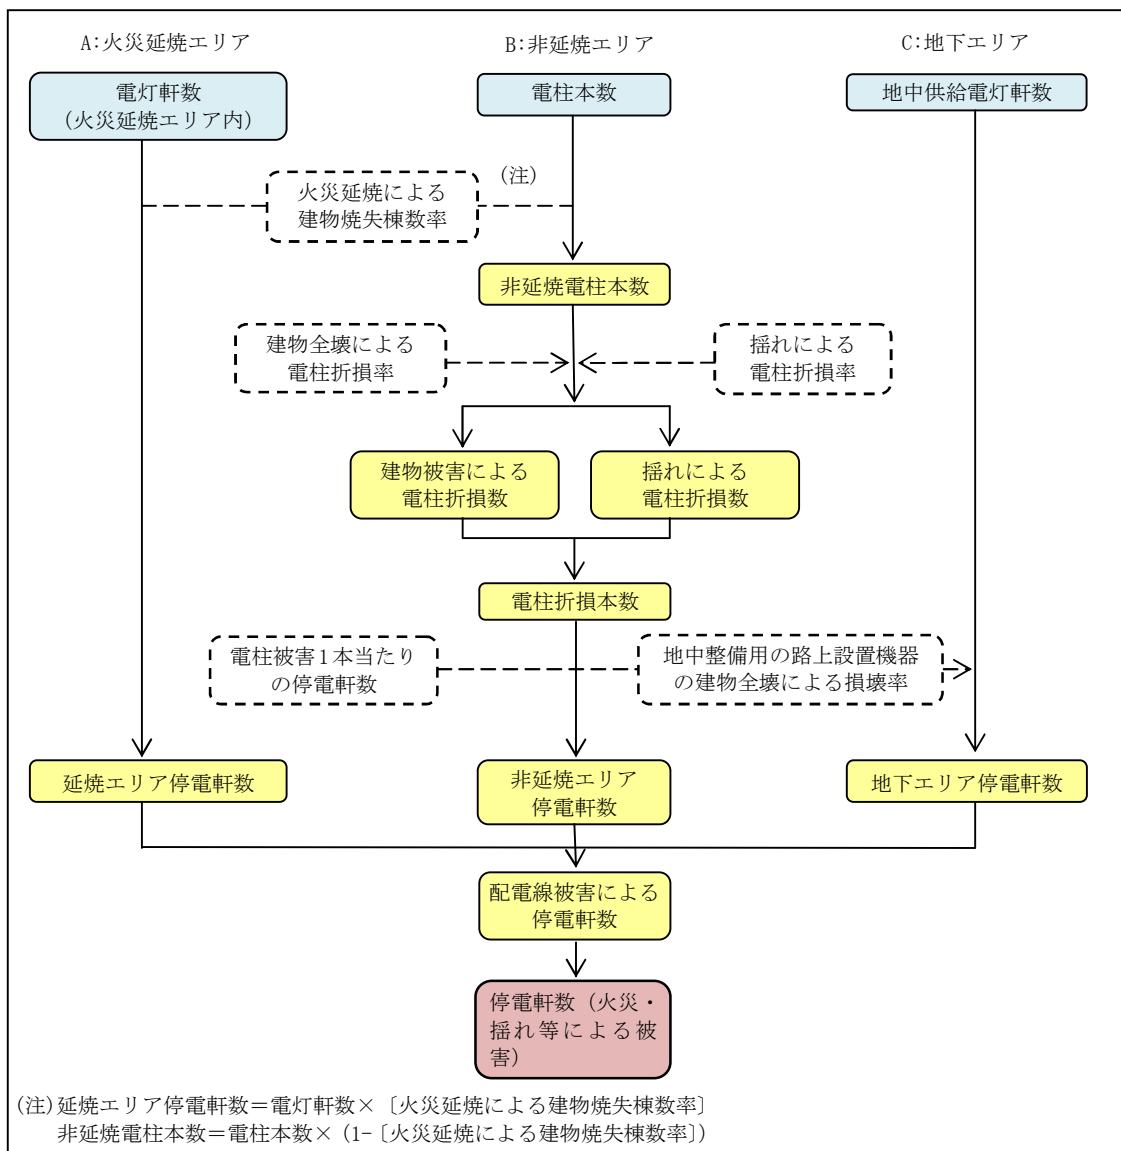 A:火災延焼エリア
B:非延焼エリア
C:地下エリア
電灯軒数
(火災延焼エリア内)
電柱本数
地中供給電灯軒数
火災延焼による
建物焼失棟数率
(注)
非延焼電柱本数
建物全壊による
電柱折損率
揺れによる
電柱折損率
建物被害による
電柱折損数
揺れによる
電柱折損数
電柱折損本数
電柱被害1本当たり
の停電軒数
地中整備用の路上設置機器
の建物全壊による損壊率
延焼エリア停電軒数
非延焼エリア
停電軒数
地下エリア停電軒数
配電線被害による
停電軒数
停電軒数（火災・
揺れ等による被
害）
(注)延焼エリア停電軒数＝電灯軒数×〔火災延焼による建物焼失棟数率〕
非延焼電柱本数＝電柱本数×(1-〔火災延焼による建物焼失棟数率〕)